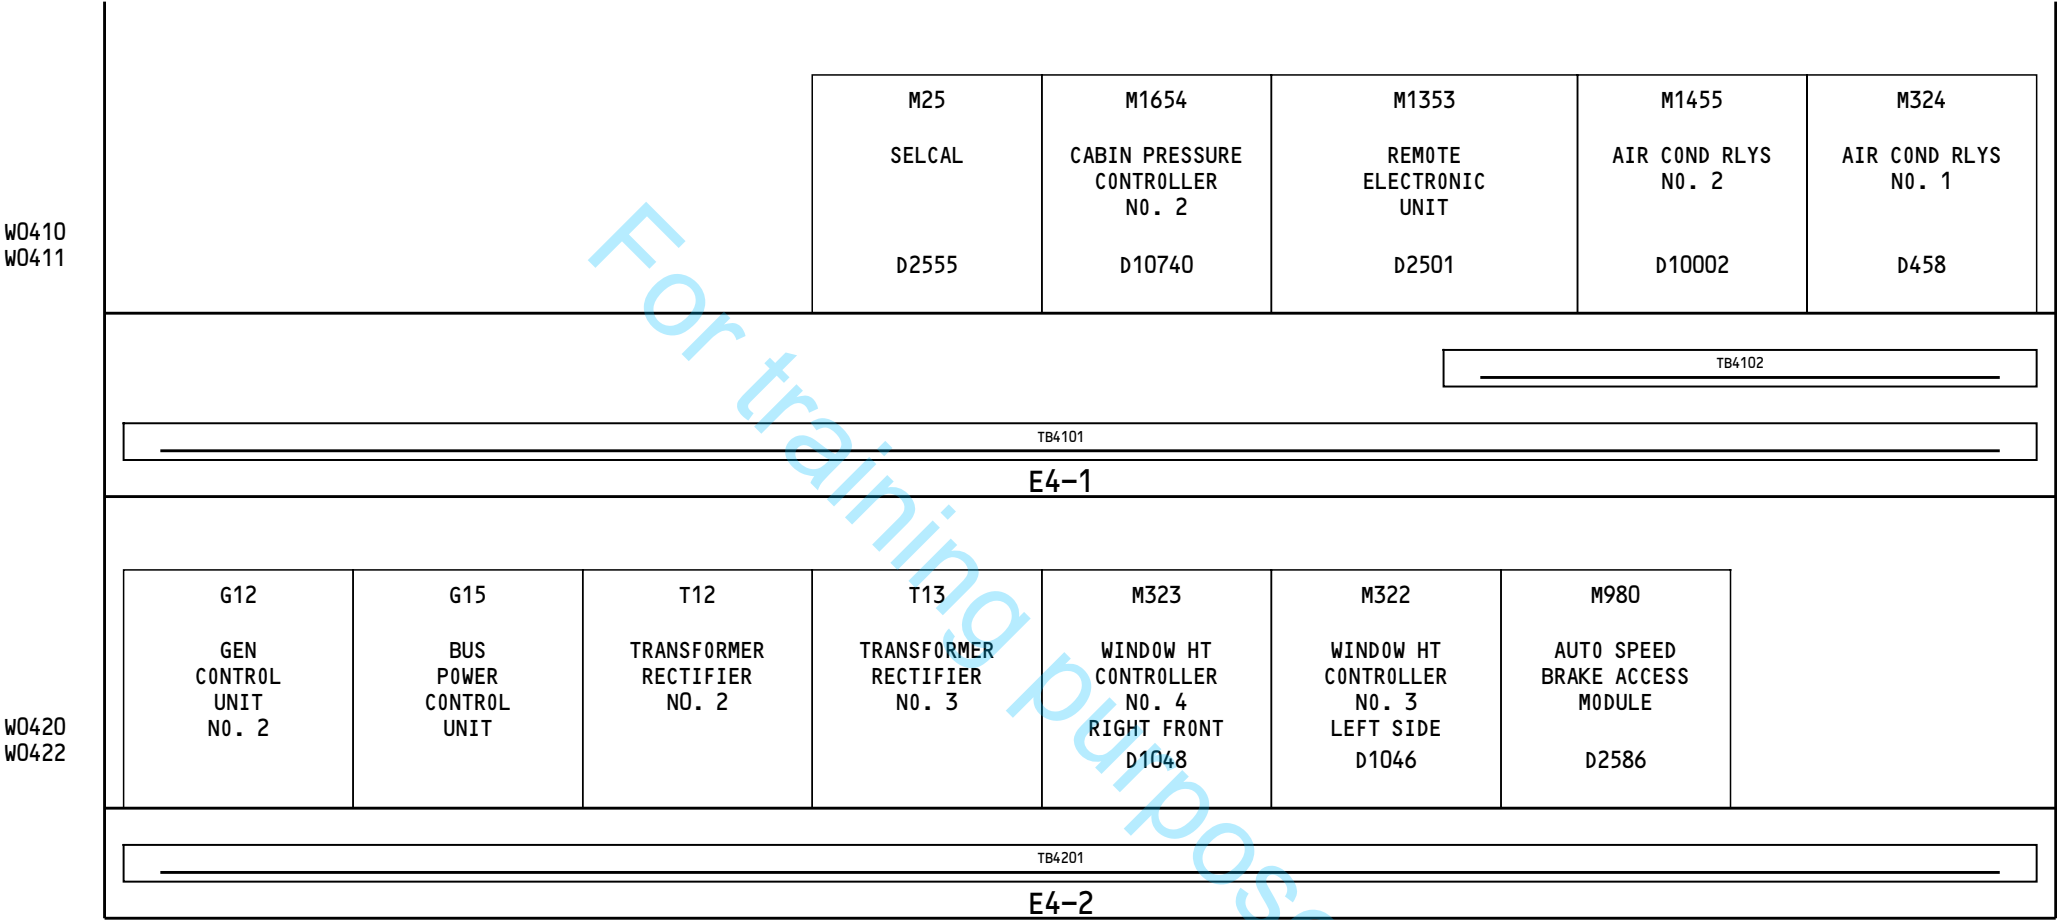 M25
SELCAL
D2555
M1654
CABIN PRESSURE
CONTROLLER
NO. 2
D10740
M1353
REMOTE
ELECTRONIC
UNIT
D2501
M1455
AIR COND RLYS
NO. 2
D10002
M324
AIR COND RLYS
NO. 1
D458
W0410
W0411
TB4102
TB4101
E4-1
G12
GEN
CONTROL
UNIT
NO. 2
G15
BUS
POWER
CONTROL
UNIT
T12
TRANSFORMER
RECTIFIER
NO. 2
T13
TRANSFORMER
RECTIFIER
NO. 3
M323
WINDOW HT
CONTROLLER
NO. 4
RIGHT FRONT
D1048
M322
WINDOW HT
CONTROLLER
NO. 3
LEFT SIDE
D1046
M980
AUTO SPEED
BRAKE ACCESS
MODULE
D2586
W0420
W0422
TB4201
E4-2
For training purpose